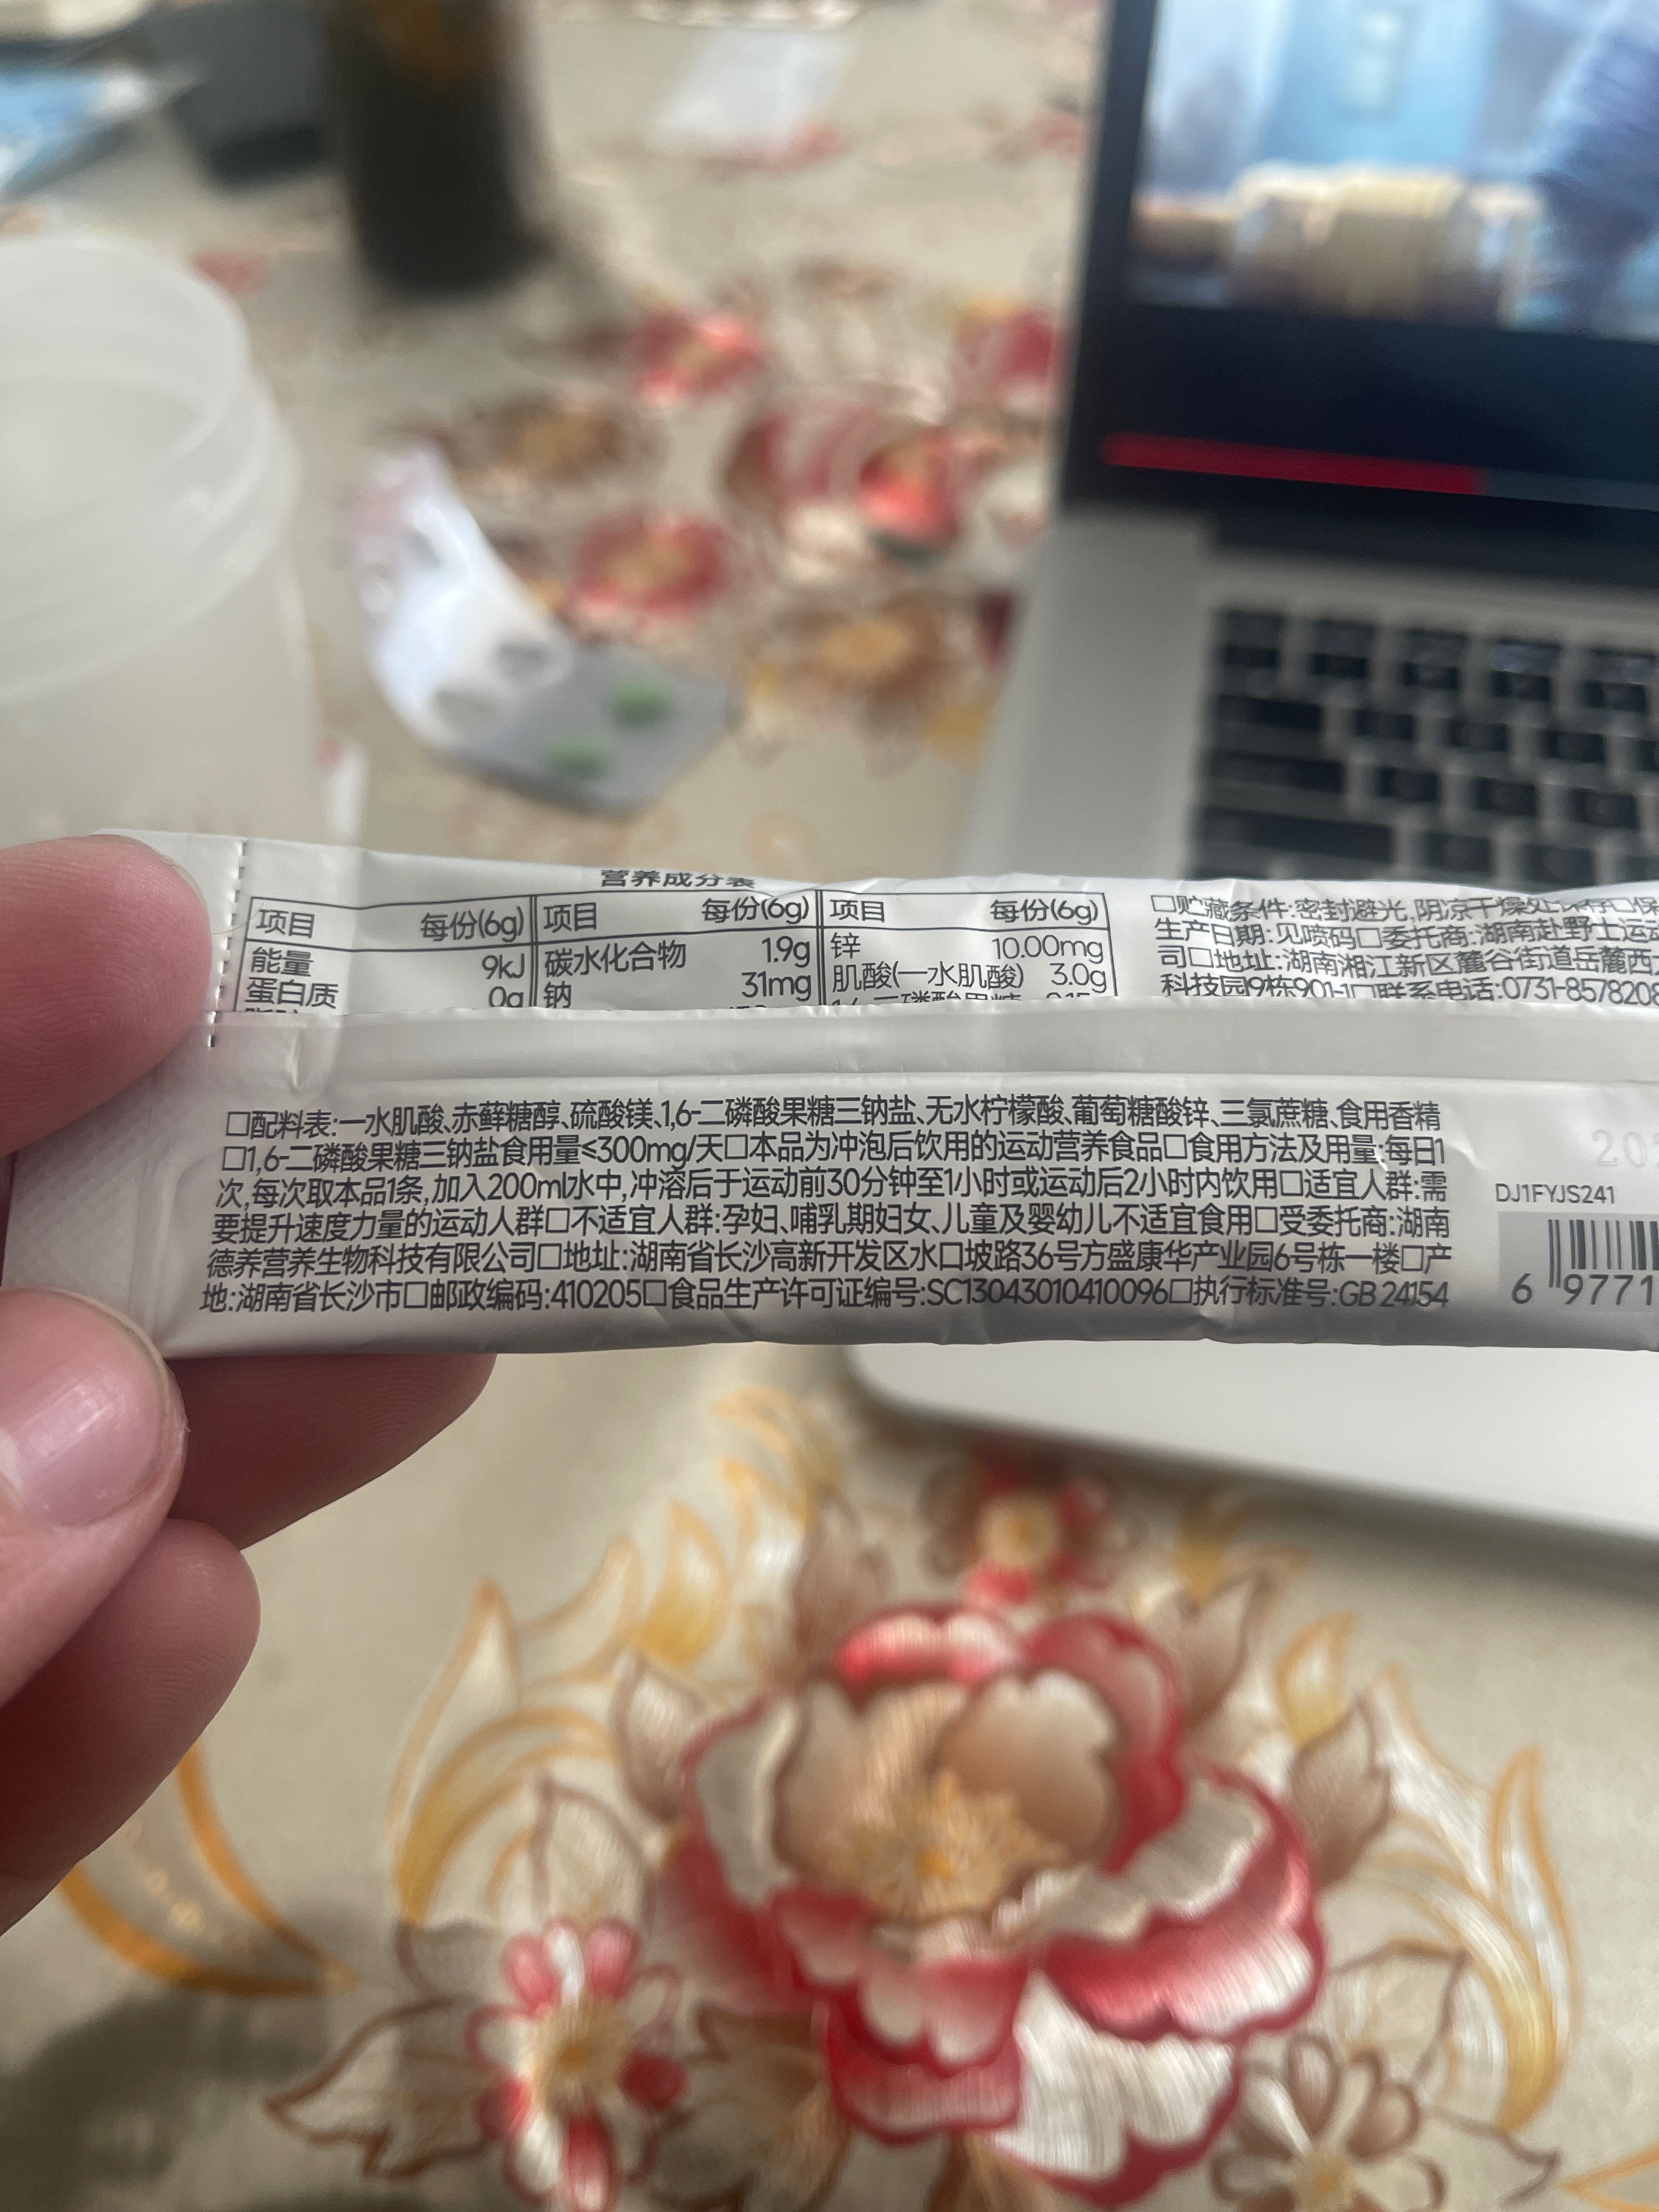 营养成分表
项目 每份(6g) 项目 每份(6g) 项目 每份(6g)
能量 9kJ 碳水化合物 1.9g 锌 10.00mg
蛋白质 0g 钠 31mg 肌酸(一水肌酸) 3.0g
□贮藏条件:密封避光,阴凉干燥处保存□保
生产日期:见喷码□委托商:湖南赴野士运动
司□地址:湖南湘江新区麓谷街道岳麓西大
科技园9栋901-1□联系电话:0731-8578208
□配料表:一水肌酸、赤藓糖醇、硫酸镁、1,6-二磷酸果糖三钠盐、无水柠檬酸、葡萄糖酸锌、三氯蔗糖、食用香精
□1,6-二磷酸果糖三钠盐食用量≤300mg/天□本品为冲泡后饮用的运动营养食品□食用方法及用量:每日1
次,每次取本品1条,加入200ml水中,冲溶后于运动前30分钟至1小时或运动后2小时内饮用□适宜人群:需
要提升速度力量的运动人群□不适宜人群:孕妇、哺乳期妇女、儿童及婴幼儿不适宜食用□受委托商:湖南
德养营养生物科技有限公司□地址:湖南省长沙高新开发区水口坡路36号方盛康华产业园6号栋一楼□产
地:湖南省长沙市□邮政编码:410205□食品生产许可证编号:SC13043010410096□执行标准号:GB 24154
202
DJ1FYJS241
6 9771